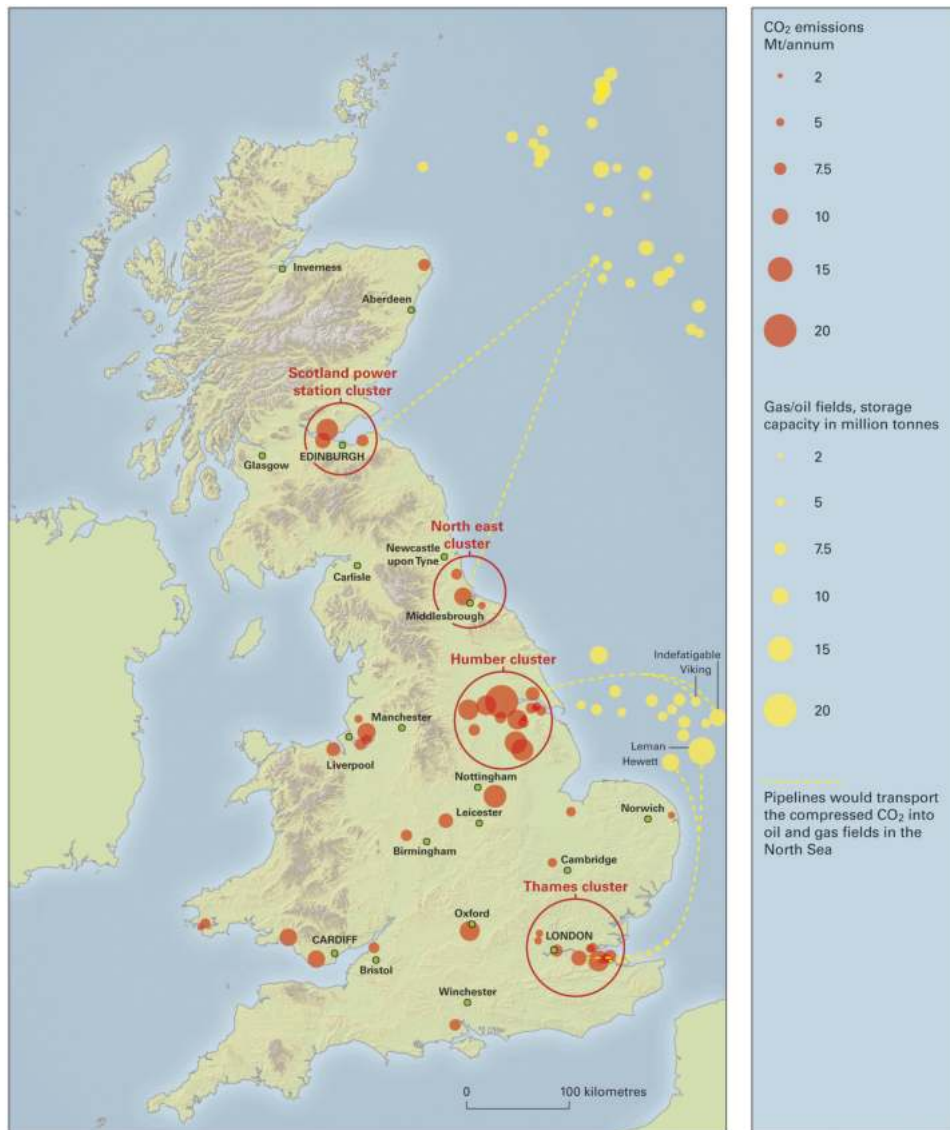 Inverness
Aberdeen
Scotland power
station cluster
EDINBURGH
Glasgow
North east
cluster
Newcastle
upon Tyne
Carlisle
Middlesbrough
Humber cluster
Indefatigable
Viking
Manchester
Liverpool
Leman
Hewett
Nottingham
Leicester
Norwich
Birmingham
Cambridge
Thames cluster
Oxford
LONDON
CARDIFF
Bristol
Winchester
0
100 kilometres
CO₂ emissions
Mt/annum
2
5
7.5
10
15
20
Gas/oil fields, storage
capacity in million tonnes
2
5
7.5
10
15
20
Pipelines would transport
the compressed CO₂ into
oil and gas fields in the
North Sea